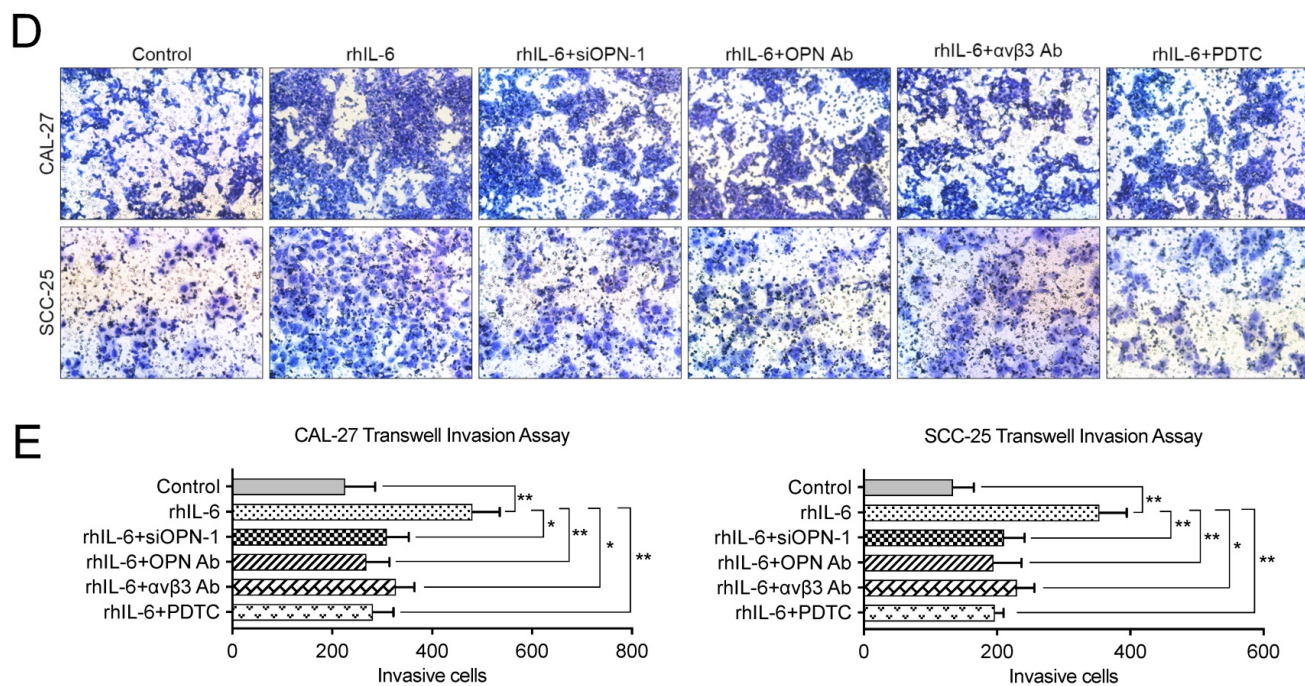 D
Control rhIL-6 rhIL-6+siOPN-1 rhIL-6+OPN Ab rhIL-6+αvβ3 Ab rhIL-6+PDTC
CAL-27
SCC-25
E
CAL-27 Transwell Invasion Assay
Control
rhIL-6
rhIL-6+siOPN-1
rhIL-6+OPN Ab
rhIL-6+αvβ3 Ab
rhIL-6+PDTC
** * ** * **
0 200 400 600 800
Invasive cells
SCC-25 Transwell Invasion Assay
Control
rhIL-6
rhIL-6+siOPN-1
rhIL-6+OPN Ab
rhIL-6+αvβ3 Ab
rhIL-6+PDTC
** ** ** * **
0 200 400 600
Invasive cells